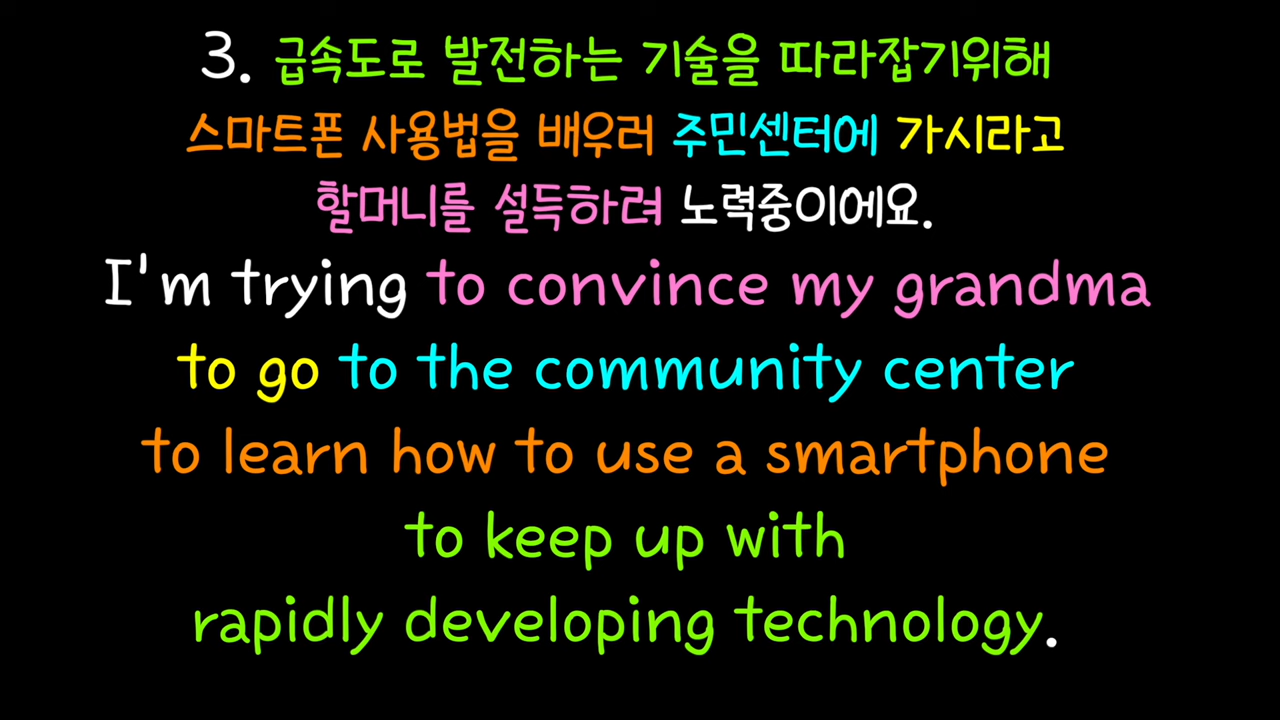 3. 급속도로 발전하는 기술을 따라잡기위해
스마트폰 사용법을 배우러 주민센터에 가시라고
할머니를 설득하려 노력중이에요.
I'm trying to convince my grandma
to go to the community center
to learn how to use a smartphone
to keep up with
rapidly developing technology.